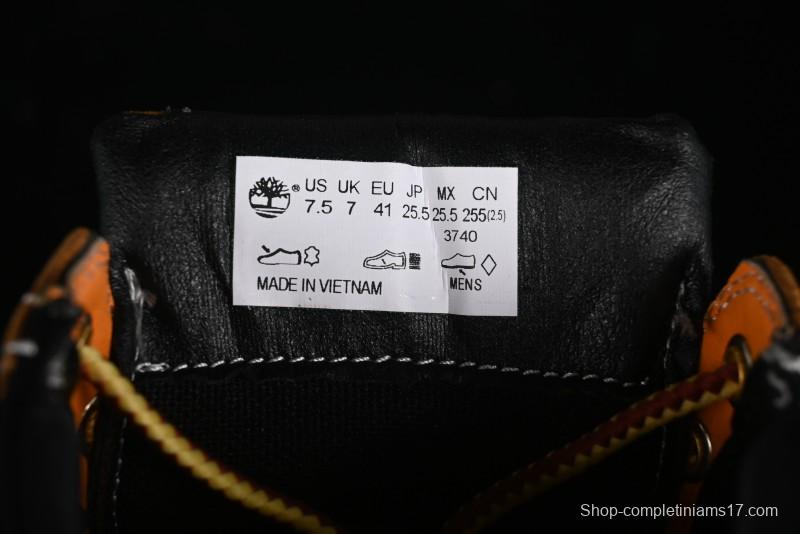 ® US UK EU JP MX CN
7.5 7 41 25.5 25.5 255(2.5)
3740
MADE IN VIETNAM MENS
Shop-completiniams17.com